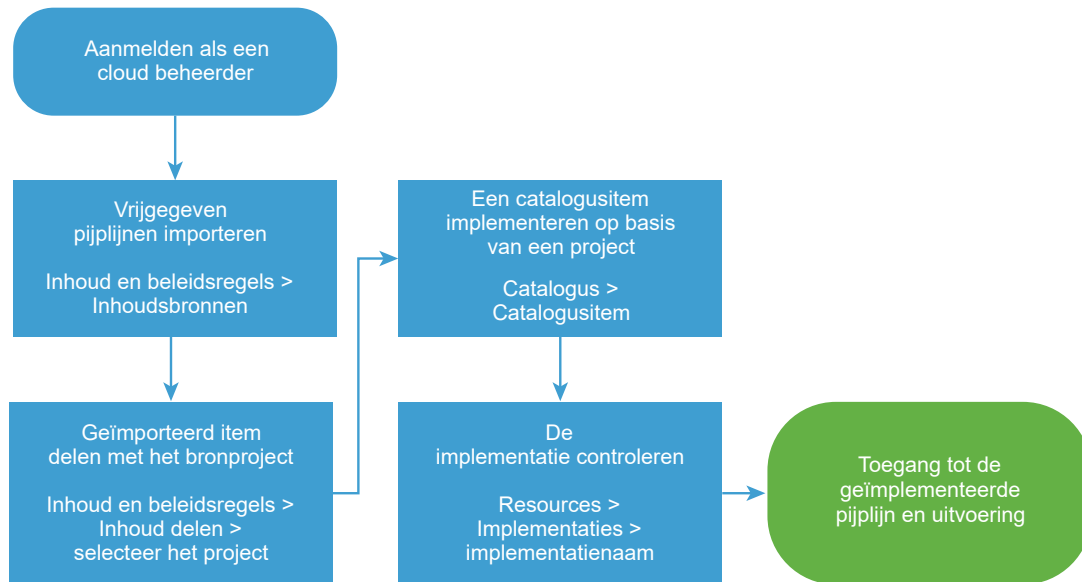 Aanmelden als een
cloud beheerder
Vrijgegeven
pijplijnen importeren
Inhoud en beleidsregels >
Inhoudsbronnen
Geïmporteerd item
delen met het bronproject
Inhoud en beleidsregels >
Inhoud delen >
selecteer het project
Een catalogusitem
implementeren op basis
van een project
Catalogus >
Catalogusitem
De
implementatie controleren
Resources >
Implementaties >
implementatienaam
Toegang tot de
geïmplementeerde
pijplijn en uitvoering